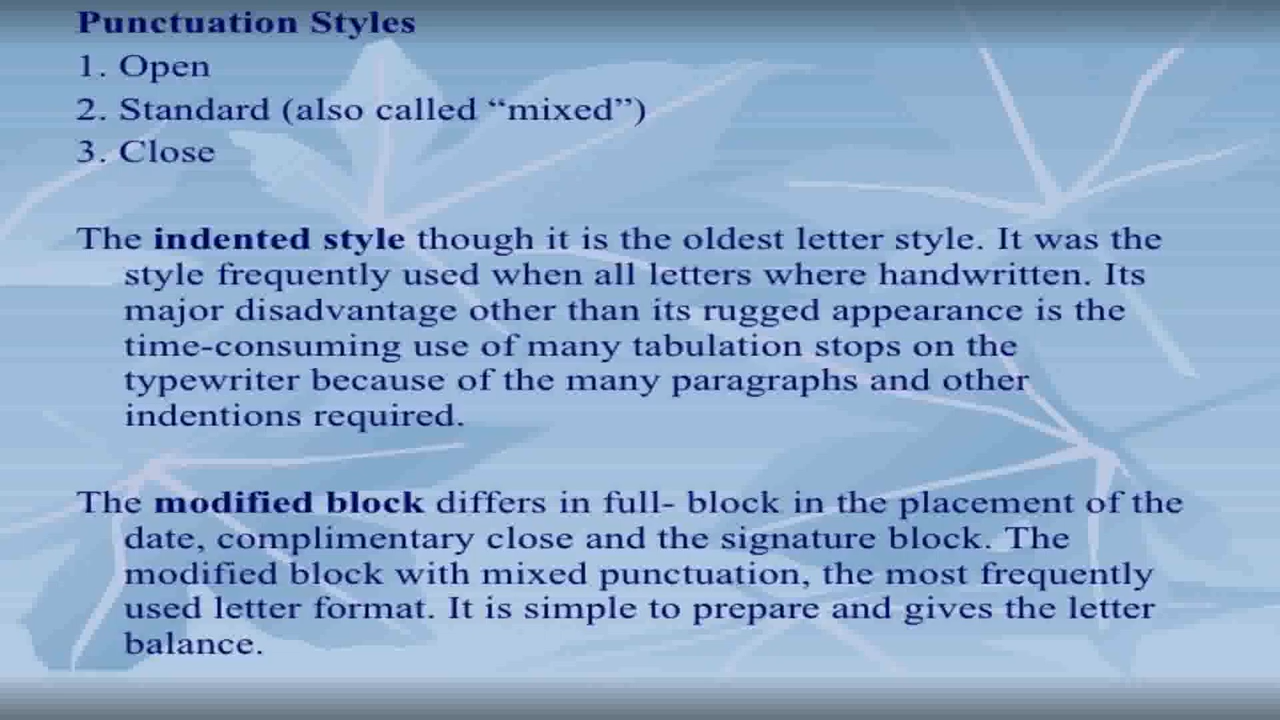 Punctuation Styles
1. Open
2. Standard (also called “mixed”)
3. Close
The indented style though it is the oldest letter style. It was the
style frequently used when all letters where handwritten. Its
major disadvantage other than its rugged appearance is the
time-consuming use of many tabulation stops on the
typewriter because of the many paragraphs and other
indentions required.
The modified block differs in full- block in the placement of the
date, complimentary close and the signature block. The
modified block with mixed punctuation, the most frequently
used letter format. It is simple to prepare and gives the letter
balance.